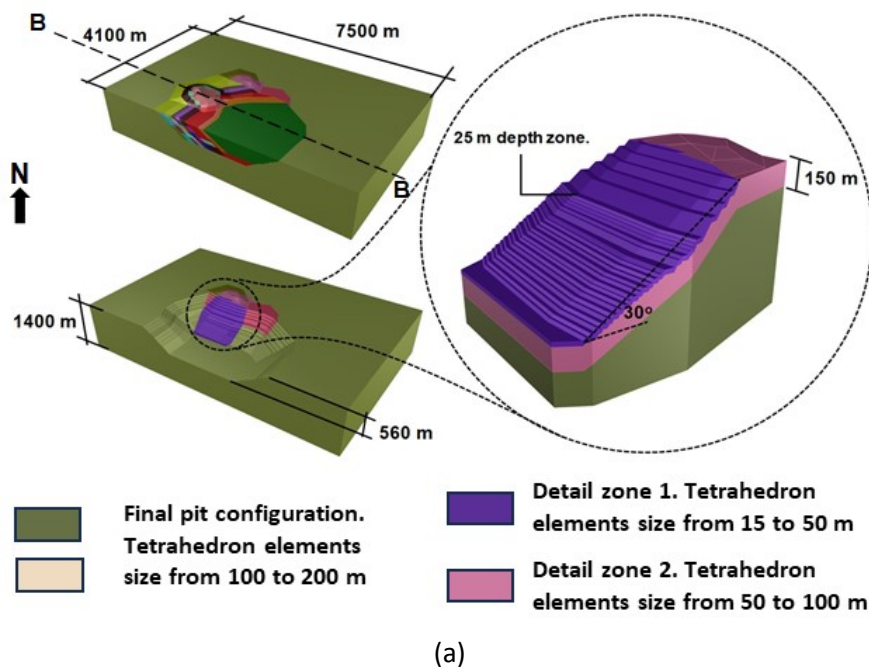 B
4100 m
7500 m
N
B
25 m depth zone.
150 m
30º
1400 m
560 m
Final pit configuration.
Tetrahedron elements
size from 100 to 200 m
Detail zone 1. Tetrahedron
elements size from 15 to 50 m
Detail zone 2. Tetrahedron
elements size from 50 to 100 m
(a)